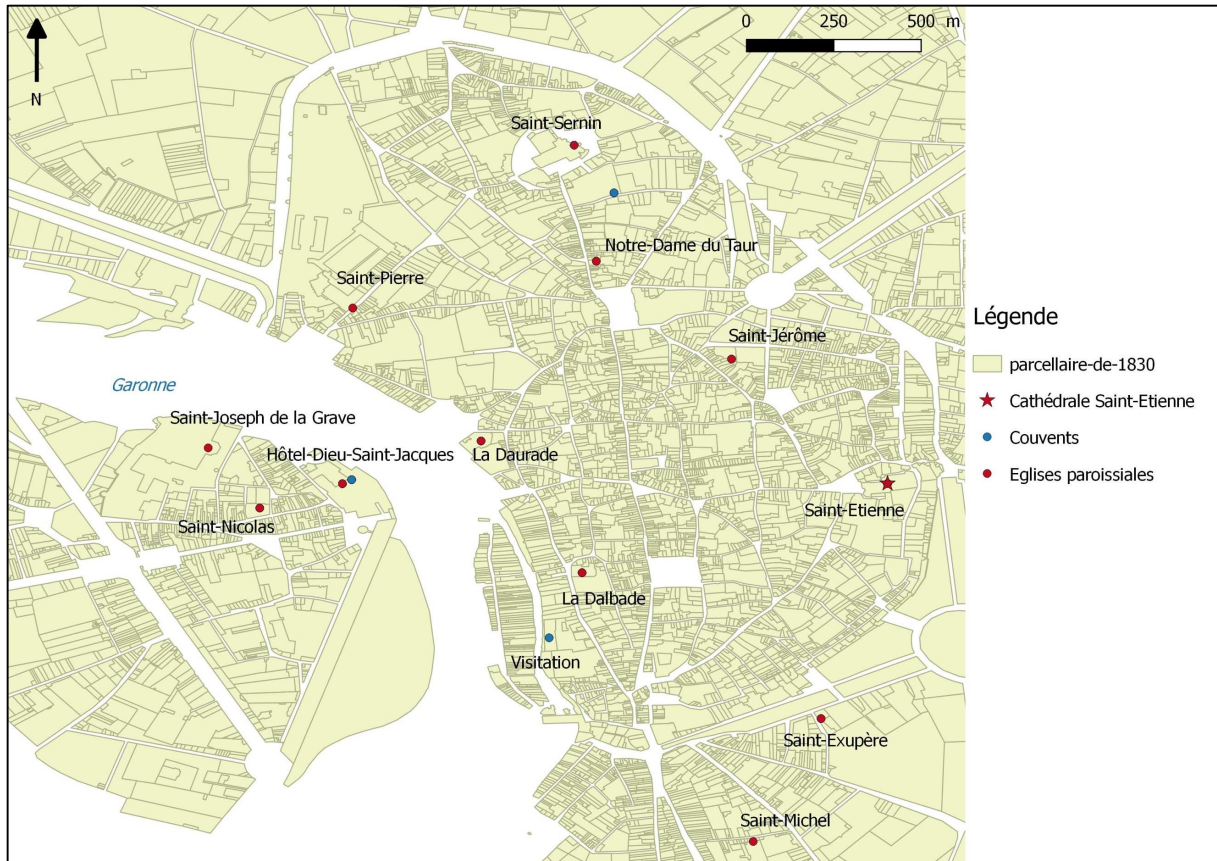 0 250 500 m
N
Saint-Sernin
Notre-Dame du Taur
Saint-Pierre
Saint-Jérôme
Garonne
Saint-Joseph de la Grave
Hôtel-Dieu-Saint-Jacques
La Daurade
Saint-Nicolas
Saint-Etienne
La Dalbade
Visitation
Saint-Exupère
Saint-Michel
Légende
parcellaire-de-1830
Cathédrale Saint-Etienne
Couvents
Eglises paroissiales